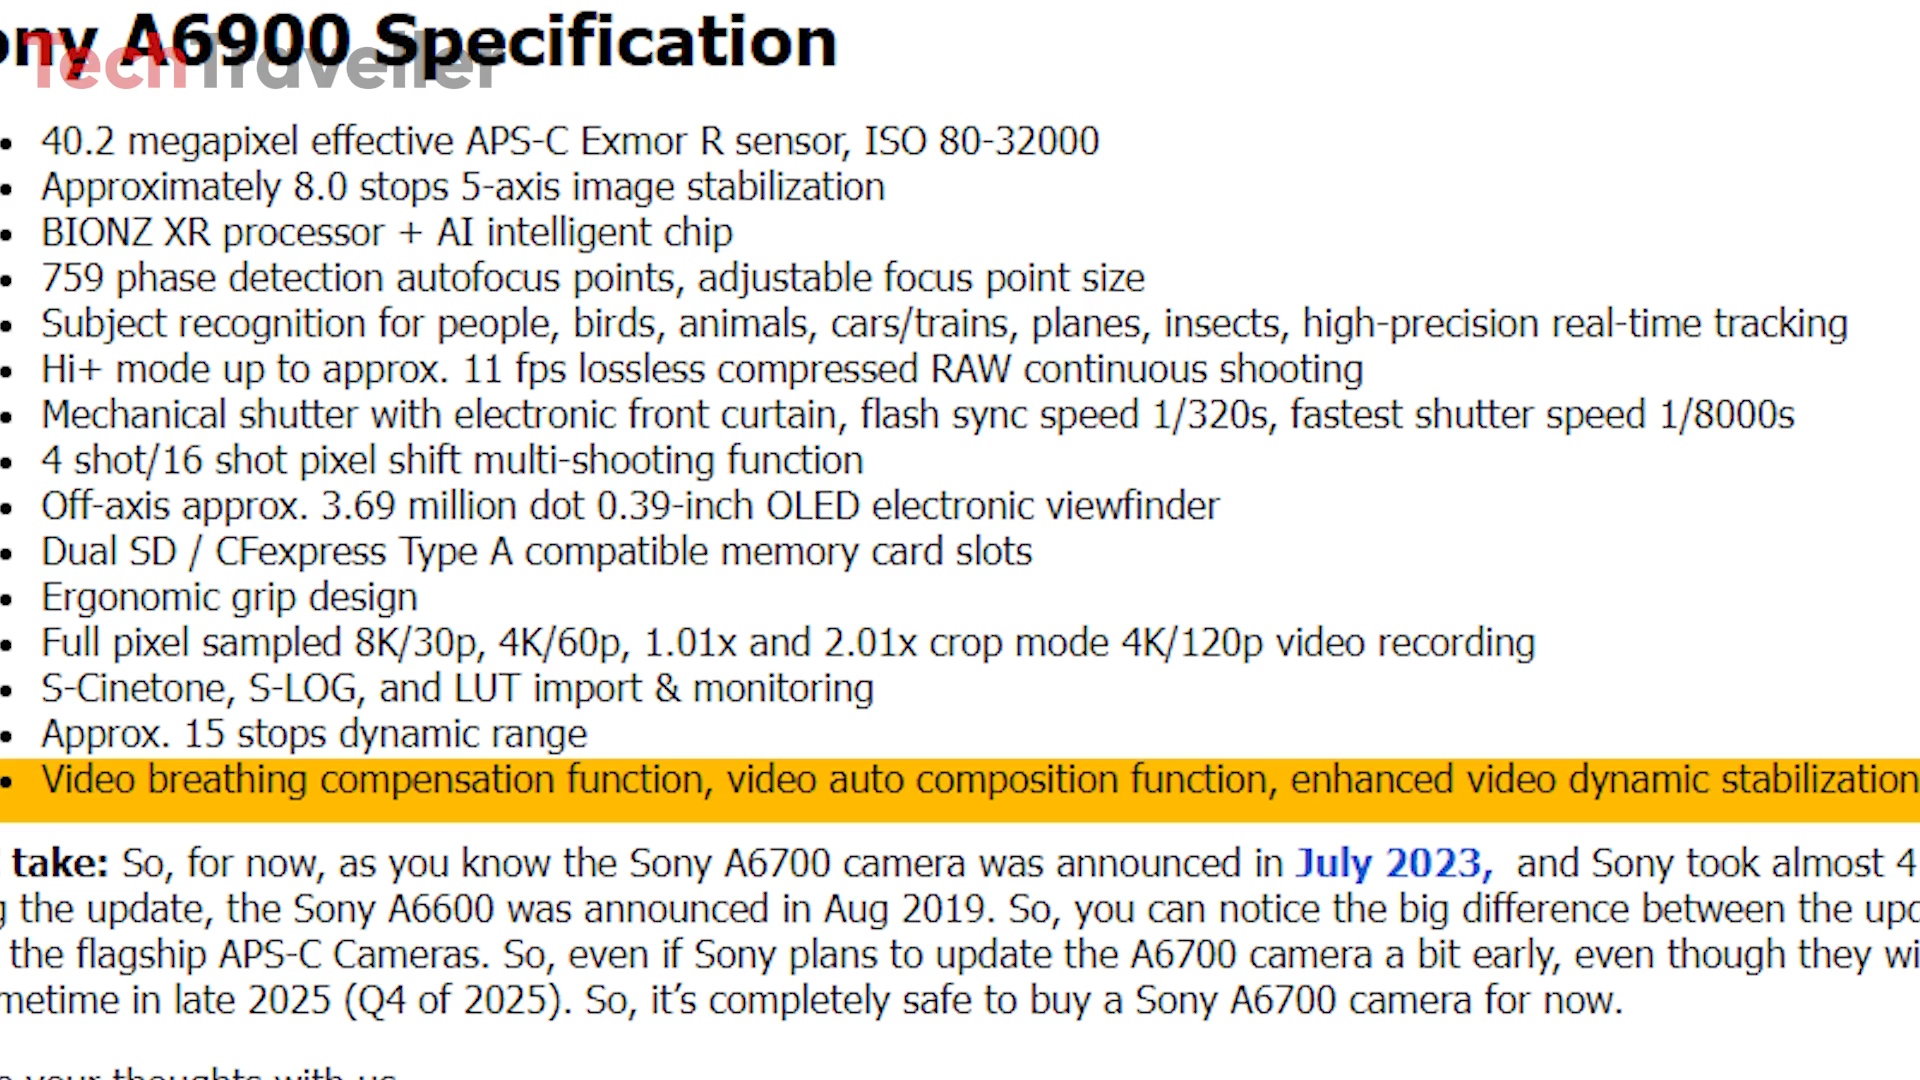 ony A6900 Specification
TechTraveller
• 40.2 megapixel effective APS-C Exmor R sensor, ISO 80-32000
• Approximately 8.0 stops 5-axis image stabilization
• BIONZ XR processor + AI intelligent chip
• 759 phase detection autofocus points, adjustable focus point size
• Subject recognition for people, birds, animals, cars/trains, planes, insects, high-precision real-time tracking
• Hi+ mode up to approx. 11 fps lossless compressed RAW continuous shooting
• Mechanical shutter with electronic front curtain, flash sync speed 1/320s, fastest shutter speed 1/8000s
• 4 shot/16 shot pixel shift multi-shooting function
• Off-axis approx. 3.69 million dot 0.39-inch OLED electronic viewfinder
• Dual SD / CFexpress Type A compatible memory card slots
• Ergonomic grip design
• Full pixel sampled 8K/30p, 4K/60p, 1.01x and 2.01x crop mode 4K/120p video recording
• S-Cinetone, S-LOG, and LUT import & monitoring
• Approx. 15 stops dynamic range
• Video breathing compensation function, video auto composition function, enhanced video dynamic stabilization
take: So, for now, as you know the Sony A6700 camera was announced in July 2023, and Sony took almost 4
g the update, the Sony A6600 was announced in Aug 2019. So, you can notice the big difference between the upd
the flagship APS-C Cameras. So, even if Sony plans to update the A6700 camera a bit early, even though they wi
metime in late 2025 (Q4 of 2025). So, it's completely safe to buy a Sony A6700 camera for now.
your thoughts with us